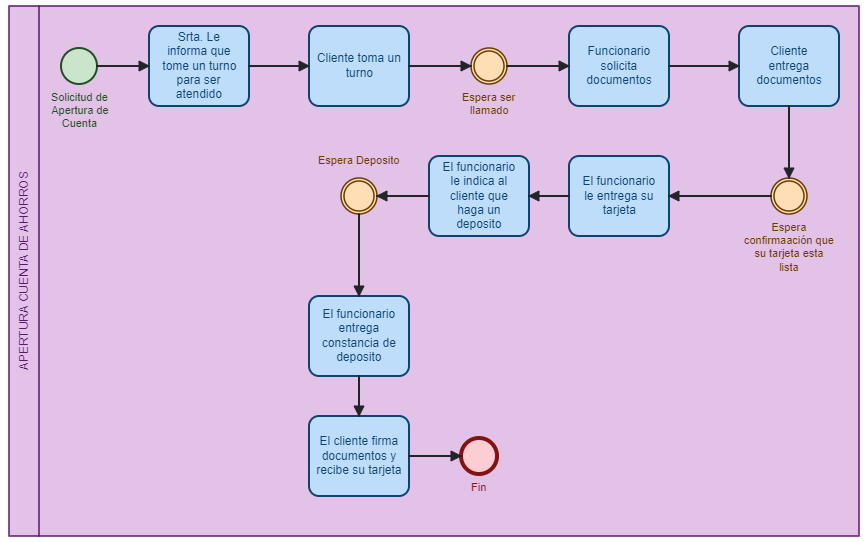 APERTURA CUENTA DE AHORROS
Solicitud de
Apertura de
Cuenta
Srta. Le
informa que
tome un turno
para ser
atendido
Cliente toma un
turno
Espera ser
llamado
Funcionario
solicita
documentos
Cliente
entrega
documentos
Espera
confirmaación que
su tarjeta esta
lista
El funcionario
le entrega su
tarjeta
El funcionario
le indica al
cliente que
haga un
deposito
Espera Deposito
El funcionario
entrega
constancia de
deposito
El cliente firma
documentos y
recibe su tarjeta
Fin